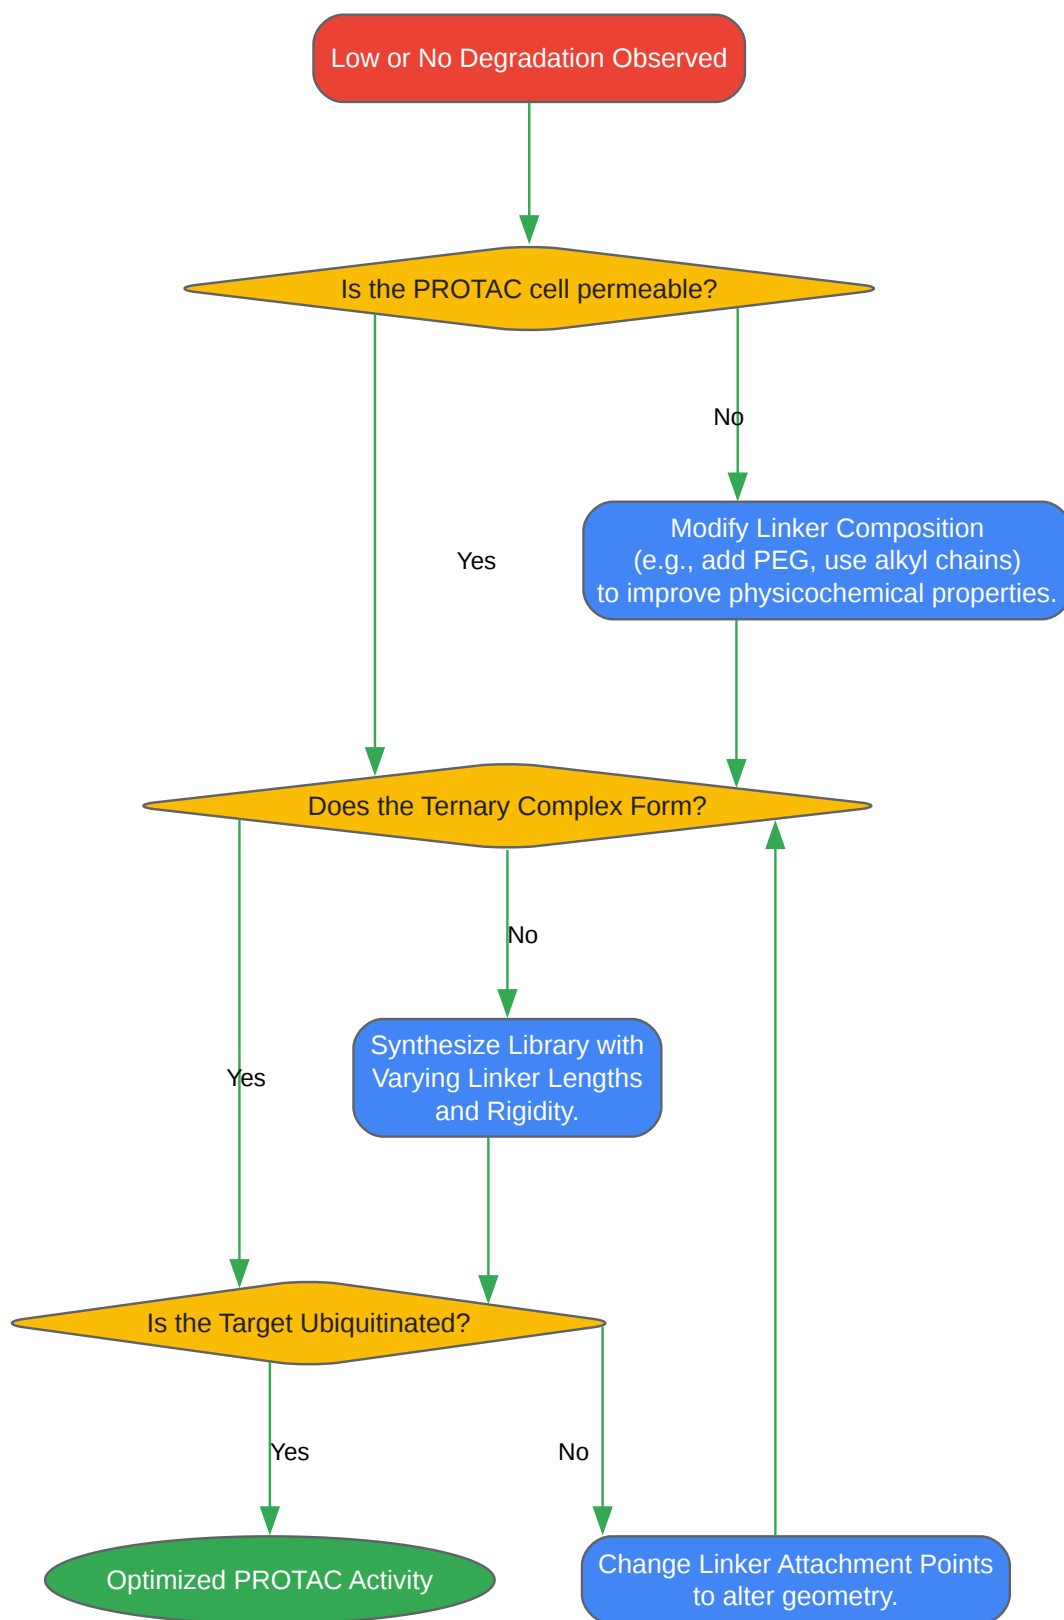 Low or No Degradation Observed
Is the PROTAC cell permeable?
No
Modify Linker Composition
(e.g., add PEG, use alkyl chains)
to improve physicochemical properties.
Yes
Does the Ternary Complex Form?
No
Synthesize Library with
Varying Linker Lengths
and Rigidity.
Yes
Is the Target Ubiquitinated?
Yes
No
Optimized PROTAC Activity
Change Linker Attachment Points
to alter geometry.